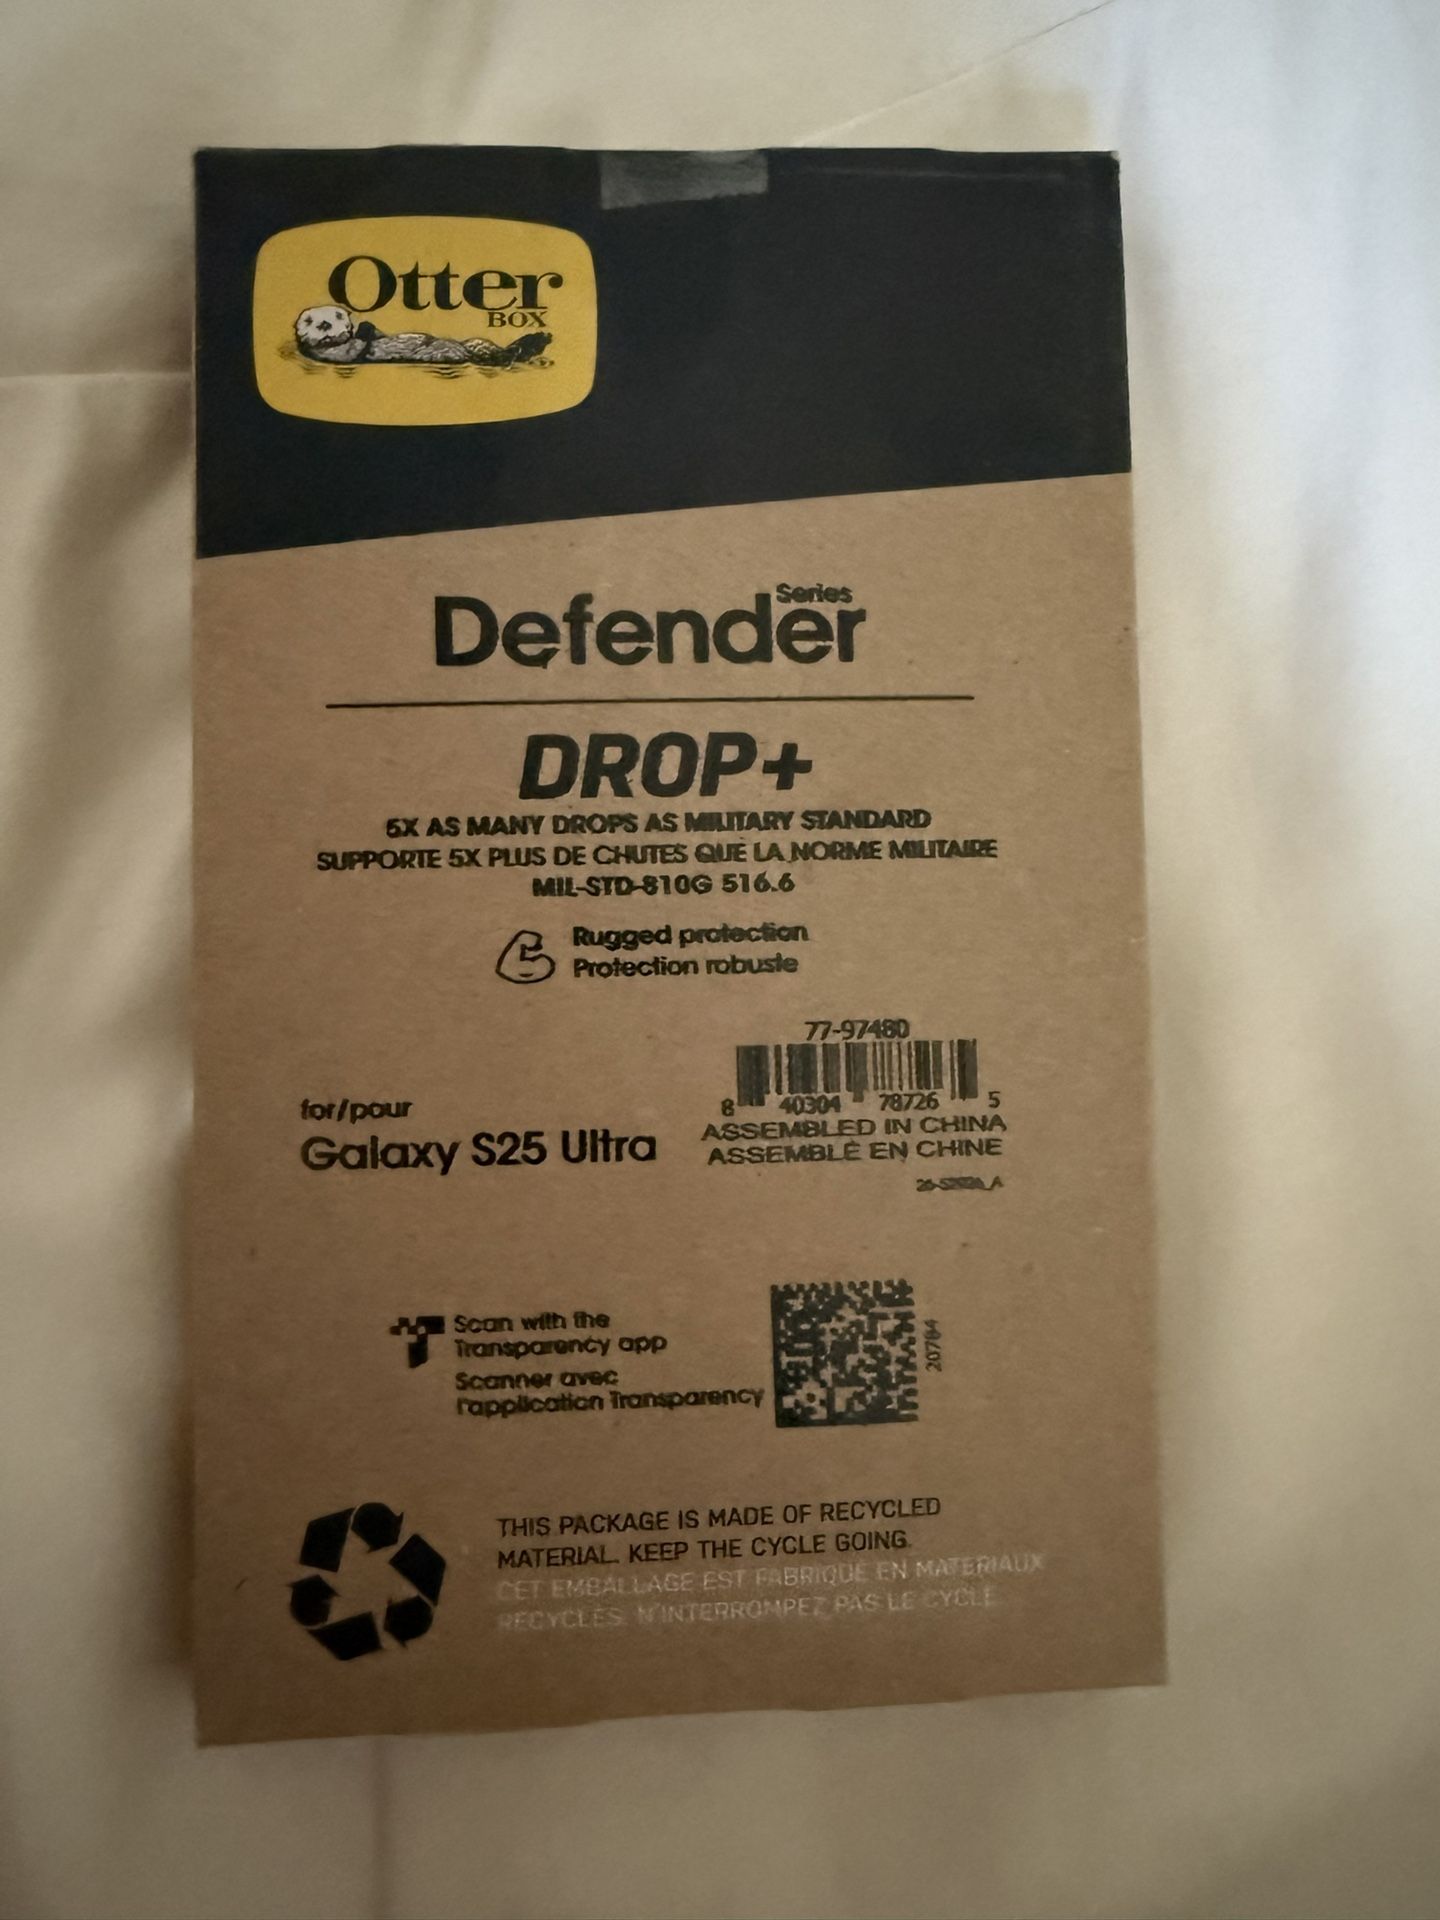 Otter
BOX
Defender Series
DROP+
5X AS MANY DROPS AS MILITARY STANDARD
SUPPORTE 5X PLUS DE CHUTES QUE LA NORME MILITAIRE
MIL-STD-810G 516.6
Rugged protection
Protection robuste
77-97480
8 40304 78726 5
for/pour
Galaxy S25 Ultra
ASSEMBLED IN CHINA
ASSEMBLÉ EN CHINE
Scan with the
Transparency app
Scanner avec
l'application Transparency
20784
THIS PACKAGE IS MADE OF RECYCLED
MATERIAL. KEEP THE CYCLE GOING.
CET EMBALLAGE EST FABRIQUÉ EN MATERIAUX
RECYCLÉS. N'INTERROMPEZ PAS LE CYCLE.